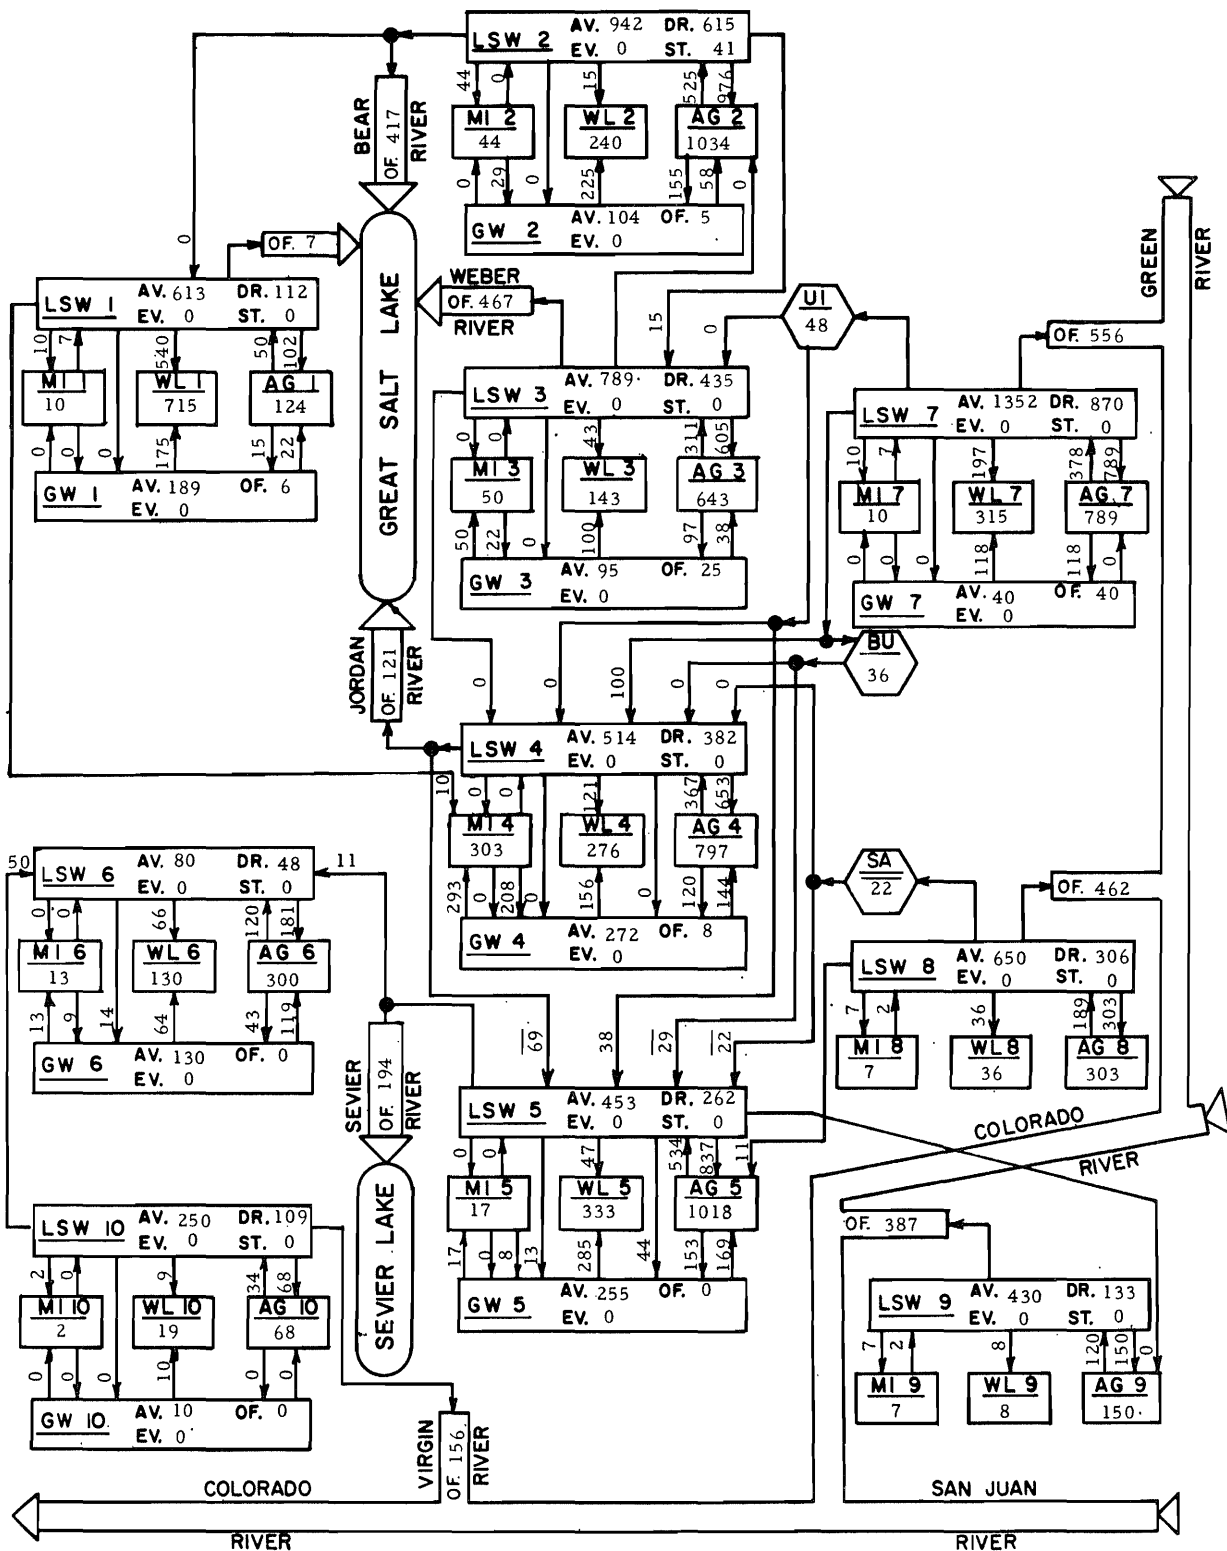 LSW 2 AV. 942 DR. 615
EV. 0 ST. 41
44 0 15 525 976
MI 2 WL 2 AG 2
44 240 1034
0 29 0 225 155 58 0
GW 2 AV. 104 OF. 5
EV. 0
BEAR RIVER
OF. 417
0
OF. 7
GREAT SALT LAKE
WEBER
OF. 467
RIVER
LSW 1 AV. 613 DR. 112
EV. 0 ST. 0
10 7 540 50 102
MI 1 WL 1 AG 1
10 715 124
0 0 0 175 15 22
GW 1 AV. 189 OF. 6
EV. 0
15 0
UI
48
GREEN RIVER
OF. 556
LSW 3 AV. 789 DR. 435
EV. 0 ST. 0
0 0 43 311 605
MI 3 WL 3 AG 3
50 143 643
50 22 0 100 97 38
GW 3 AV. 95 OF. 25
EV. 0
LSW 7 AV. 1352 DR. 870
EV. 0 ST. 0
10 7 197 378 789
MI 7 WL 7 AG 7
10 315 789
0 0 0 118 118 0
GW 7 AV. 40 OF. 40
EV. 0
BU
36
JORDAN RIVER
OF. 121
0 0 100 0 0
LSW 4 AV. 514 DR. 382
EV. 0 ST. 0
10 0 0 121 367 653
MI 4 WL 4 AG 4
303 276 797
293 0 208 0 156 0 120 144
GW 4 AV. 272 OF. 8
EV. 0
SA
22
OF. 462
50 11
LSW 6 AV. 80 DR. 48
EV. 0 ST. 0
0 0 66 120 181
MI 6 WL 6 AG 6
13 130 300
13 9 14 64 43 119
GW 6 AV. 130 OF. 0
EV. 0
LSW 8 AV. 650 DR. 306
EV. 0 ST. 0
7 2 36 189 303
MI 8 WL 8 AG 8
7 36 303
SEVIER RIVER
OF. 194
69 38 29 22
LSW 5 AV. 453 DR. 262
EV. 0 ST. 0
0 0 47 534 837 11
MI 5 WL 5 AG 5
17 333 1018
17 0 8 13 285 44 153 169
GW 5 AV. 255 OF. 0
EV. 0
SEVIER LAKE
COLORADO
RIVER
OF. 387
LSW 10 AV. 250 DR. 109
EV. 0 ST. 0
2 0 9 34 68
MI 10 WL 10 AG 10
2 19 68
0 0 0 10 0 0
GW 10 AV. 10 OF. 0
EV. 0
LSW 9 AV. 430 DR. 133
EV. 0 ST. 0
7 2 8 120 150 0
MI 9 WL 9 AG 9
7 8 150
VIRGIN RIVER
OF. 156
COLORADO
RIVER
SAN JUAN
RIVER